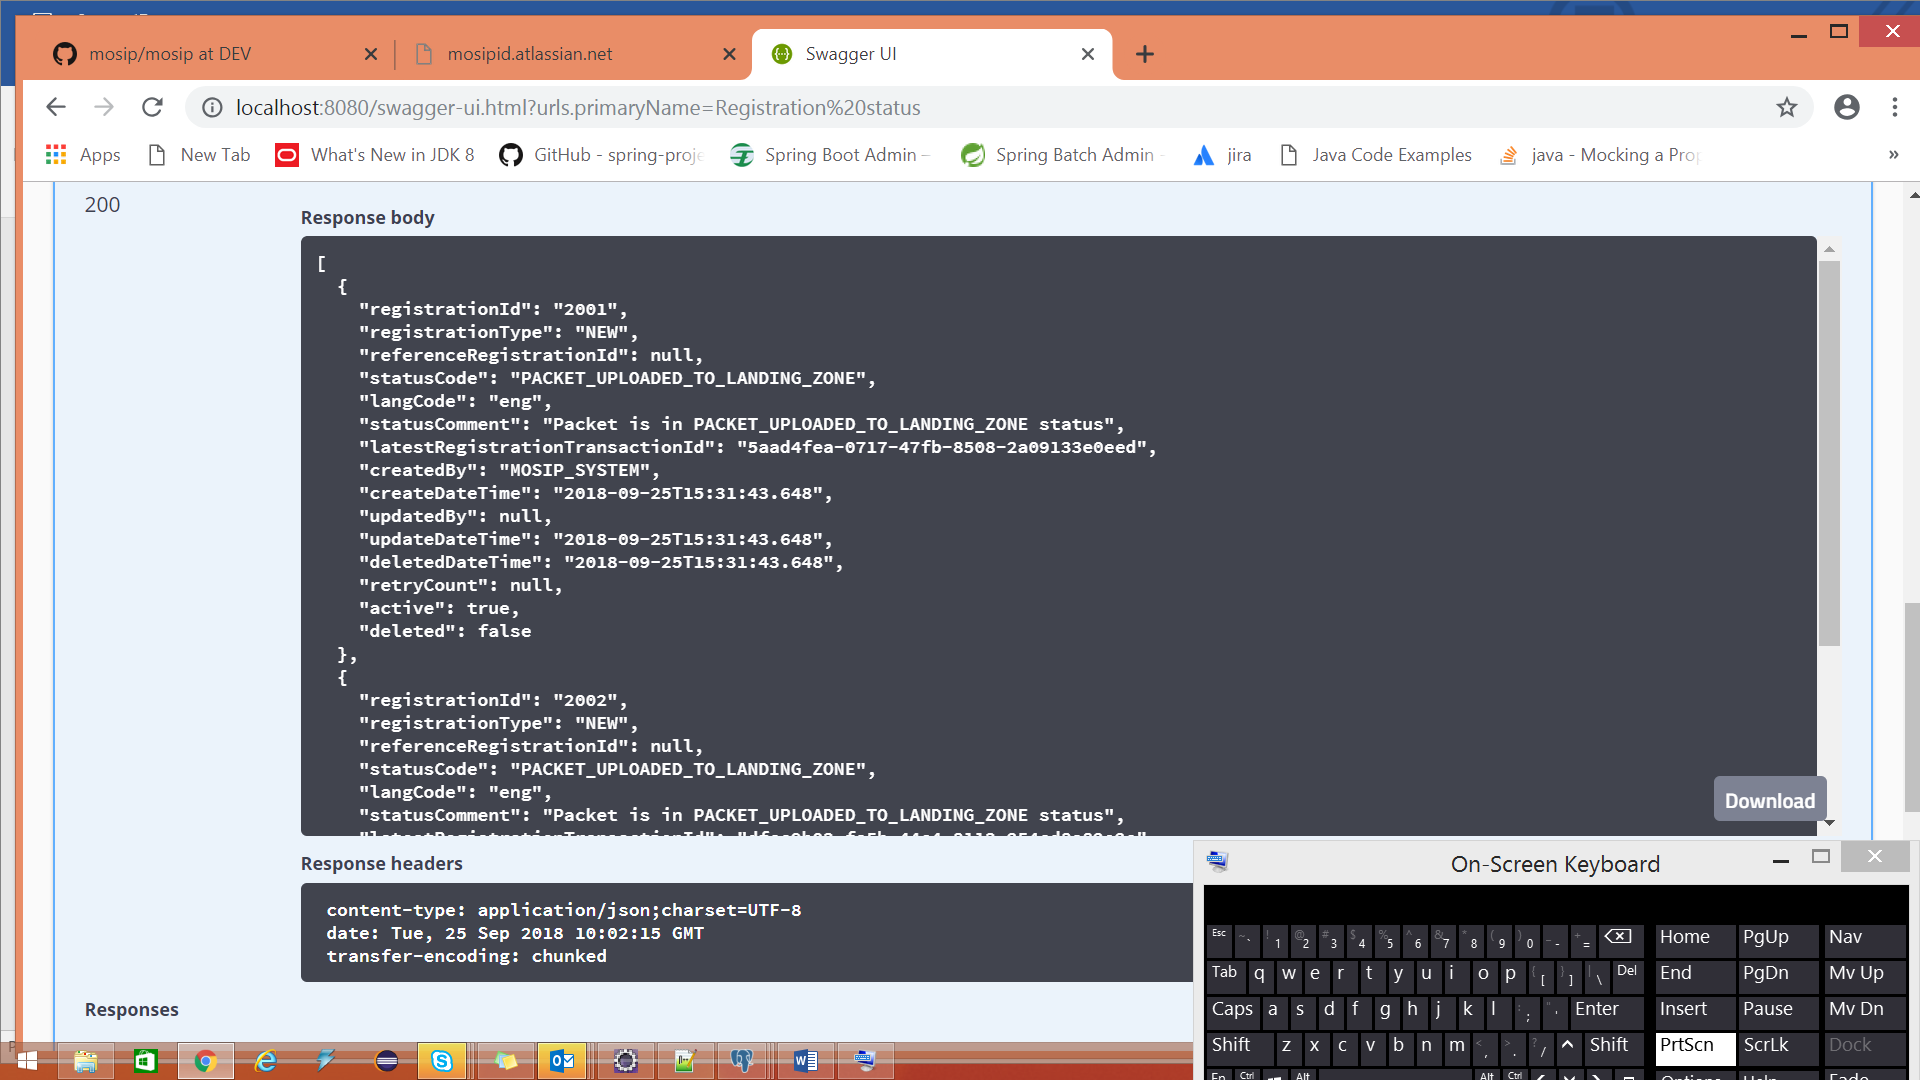 mosip/mosip at DEV
mosipid.atlassian.net
Swagger UI
localhost:8080/swagger-ui.html?urls.primaryName=Registration%20status
Apps
New Tab
What's New in JDK 8
GitHub - spring-proje
Spring Boot Admin –
Spring Batch Admin -
jira
Java Code Examples
java - Mocking a Prop
»
200
Response body
[
{
"registrationId": "2001",
"registrationType": "NEW",
"referenceRegistrationId": null,
"statusCode": "PACKET_UPLOADED_TO_LANDING_ZONE",
"langCode": "eng",
"statusComment": "Packet is in PACKET_UPLOADED_TO_LANDING_ZONE status",
"latestRegistrationTransactionId": "5aad4fea-0717-47fb-8508-2a09133e0eed",
"createdBy": "MOSIP_SYSTEM",
"createDateTime": "2018-09-25T15:31:43.648",
"updatedBy": null,
"updateDateTime": "2018-09-25T15:31:43.648",
"deletedDateTime": "2018-09-25T15:31:43.648",
"retryCount": null,
"active": true,
"deleted": false
},
{
"registrationId": "2002",
"registrationType": "NEW",
"referenceRegistrationId": null,
"statusCode": "PACKET_UPLOADED_TO_LANDING_ZONE",
"langCode": "eng",
"statusComment": "Packet is in PACKET_UPLOADED_TO_LANDING_ZONE status",
Download
Response headers
content-type: application/json;charset=UTF-8
date: Tue, 25 Sep 2018 10:02:15 GMT
transfer-encoding: chunked
Responses
On-Screen Keyboard
Esc ~ ` ! 1 @ 2 # 3 $ 4 % 5 ^ 6 & 7 * 8 ( 9 ) 0 _ - + = Home PgUp Nav
Tab q w e r t y u i o p { [ } ] | \ Del End PgDn Mv Up
Caps a s d f g h j k l : ; " ' Enter Insert Pause Mv Dn
Shift z x c v b n m < , > . ? / Shift PrtScn ScrLk Dock
Fn Ctrl Alt Alt Ctrl Options Help Fade